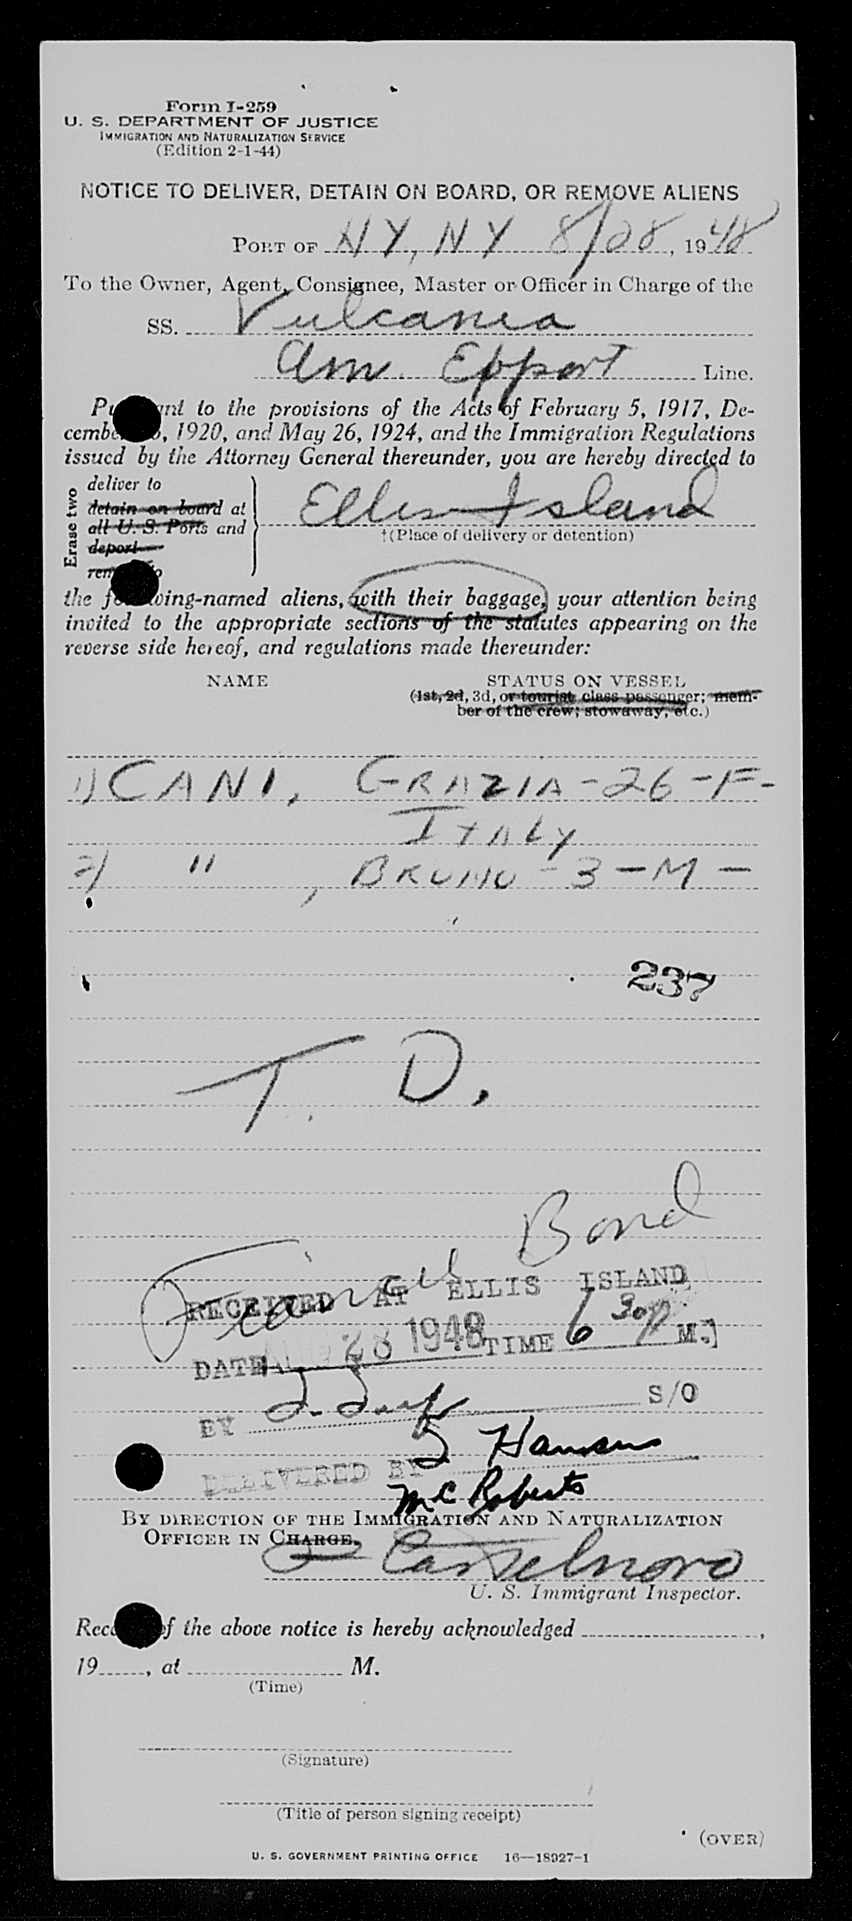 Form I-259
U. S. DEPARTMENT OF JUSTICE
IMMIGRATION AND NATURALIZATION SERVICE
(Edition 2-1-44)
NOTICE TO DELIVER, DETAIN ON BOARD, OR REMOVE ALIENS
PORT OF NY, NY 8/28, 1948
To the Owner, Agent, Consignee, Master or Officer in Charge of the
SS. Vulcania
Am. Export Line.
to the provisions of the Acts of February 5, 1917, De-
, 1920, and May 26, 1924, and the Immigration Regulations
issued by the Attorney General thereunder, you are hereby directed to
Erase two
deliver to
detain on board at
all U. S. Ports and
deport
Ellis Island
†(Place of delivery or detention)
the following-named aliens, with their baggage, your attention being
invited to the appropriate sections of the statutes appearing on the
reverse side hereof, and regulations made thereunder:
NAME STATUS ON VESSEL
(1st, 2d, 3d, or tourist class passenger; mem-
ber of the crew; stowaway, etc.)
1) CANI, GRAZIA - 26 - F -
ITALY
2) " , BRUNO - 3 - M -
237
T. D.
Bond
RECEIVED AT ELLIS ISLAND
DATE AUG 28 1948 TIME 6 30 P M.
BY S/O
Hansen
DELIVERED BY
McRoberts
BY DIRECTION OF THE IMMIGRATION AND NATURALIZATION
OFFICER IN CHARGE.
Castelnovo
U. S. Immigrant Inspector.
of the above notice is hereby acknowledged ,
19 , at M.
(Time)
(Signature)
(Title of person signing receipt)
(OVER)
U. S. GOVERNMENT PRINTING OFFICE 16—18927-1